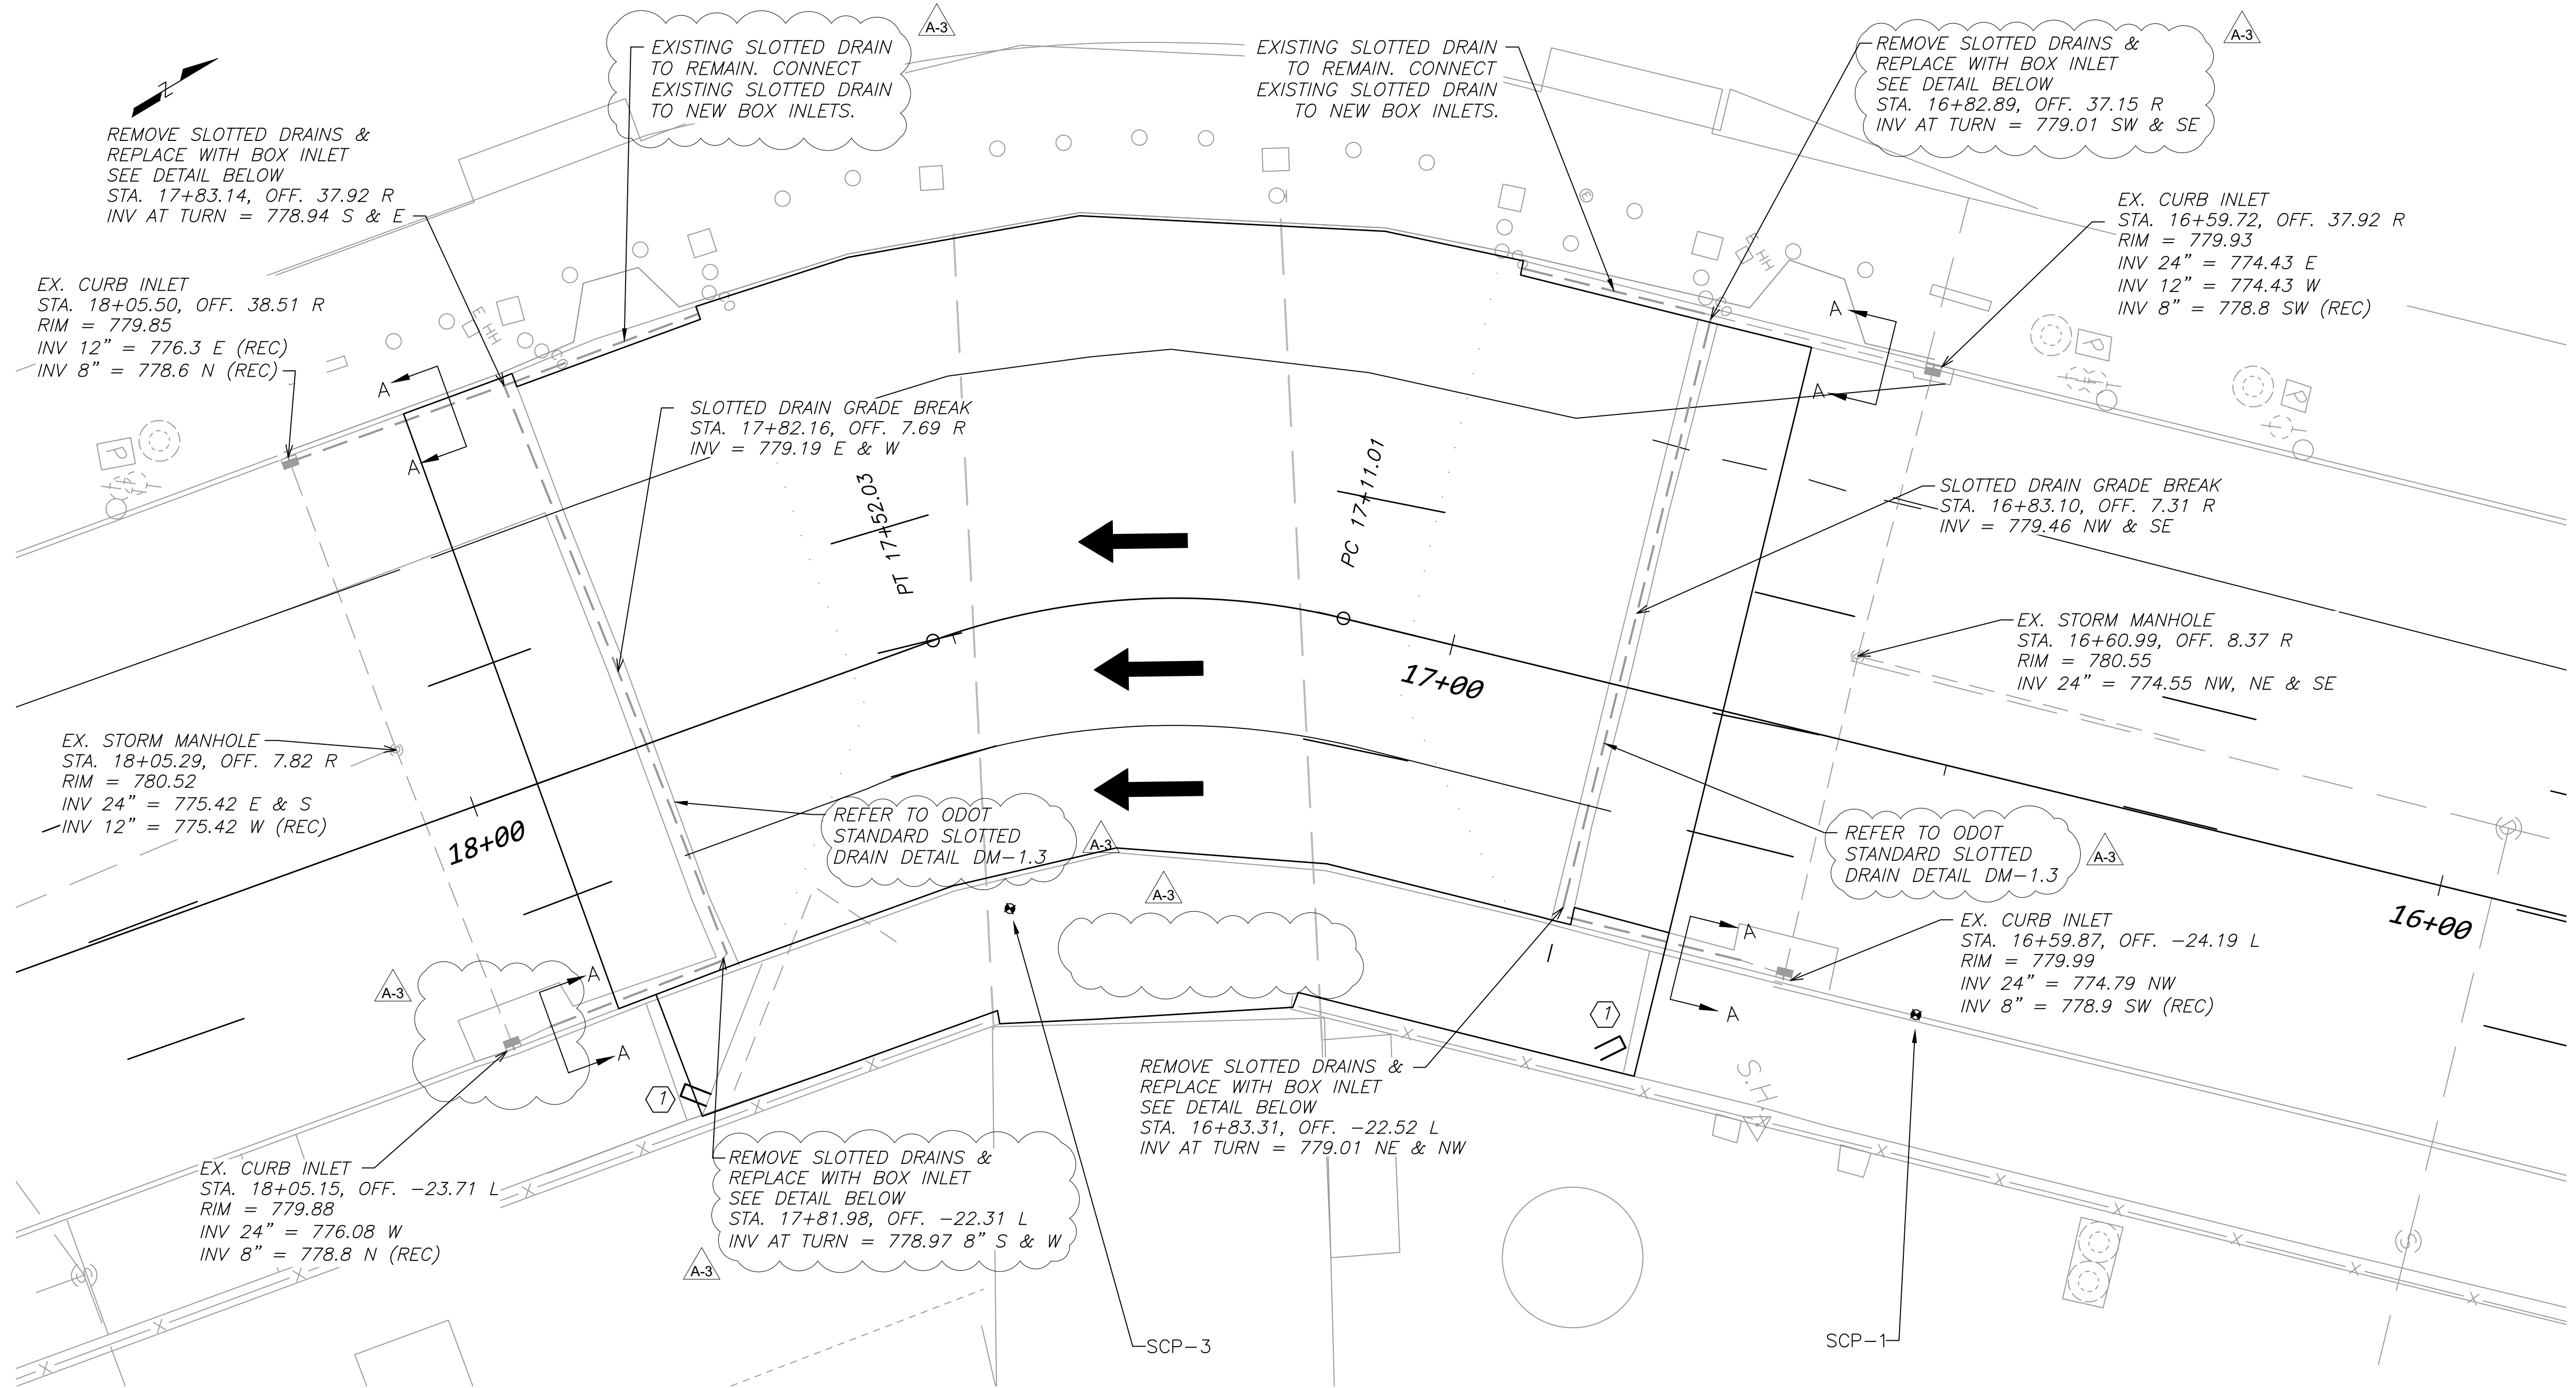 A-3
EXISTING SLOTTED DRAIN
TO REMAIN. CONNECT
EXISTING SLOTTED DRAIN
TO NEW BOX INLETS.
EXISTING SLOTTED DRAIN
TO REMAIN. CONNECT
EXISTING SLOTTED DRAIN
TO NEW BOX INLETS.
A-3
REMOVE SLOTTED DRAINS &
REPLACE WITH BOX INLET
SEE DETAIL BELOW
STA. 16+82.89, OFF. 37.15 R
INV AT TURN = 779.01 SW & SE
N
REMOVE SLOTTED DRAINS &
REPLACE WITH BOX INLET
SEE DETAIL BELOW
STA. 17+83.14, OFF. 37.92 R
INV AT TURN = 778.94 S & E
EX. CURB INLET
STA. 16+59.72, OFF. 37.92 R
RIM = 779.93
INV 24" = 774.43 E
INV 12" = 774.43 W
INV 8" = 778.8 SW (REC)
EX. CURB INLET
STA. 18+05.50, OFF. 38.51 R
RIM = 779.85
INV 12" = 776.3 E (REC)
INV 8" = 778.6 N (REC)
E HH
CO
CO
E
E HH
CO
A
A
A
A
P
P
P
SLOTTED DRAIN GRADE BREAK
STA. 17+82.16, OFF. 7.69 R
INV = 779.19 E & W
PT 17+52.03
PC 17+11.01
SLOTTED DRAIN GRADE BREAK
STA. 16+83.10, OFF. 7.31 R
INV = 779.46 NW & SE
EX. STORM MANHOLE
STA. 16+60.99, OFF. 8.37 R
RIM = 780.55
INV 24" = 774.55 NW, NE & SE
17+00
EX. STORM MANHOLE
STA. 18+05.29, OFF. 7.82 R
RIM = 780.52
INV 24" = 775.42 E & S
INV 12" = 775.42 W (REC)
18+00
REFER TO ODOT
STANDARD SLOTTED
DRAIN DETAIL DM-1.3
A-3
REFER TO ODOT
STANDARD SLOTTED
DRAIN DETAIL DM-1.3
A-3
A-3
16+00
EX. CURB INLET
STA. 16+59.87, OFF. -24.19 L
RIM = 779.99
INV 24" = 774.79 NW
INV 8" = 778.9 SW (REC)
A
A
A-3
A
A
1
1
S.H.
REMOVE SLOTTED DRAINS &
REPLACE WITH BOX INLET
SEE DETAIL BELOW
STA. 16+83.31, OFF. -22.52 L
INV AT TURN = 779.01 NE & NW
EX. CURB INLET
STA. 18+05.15, OFF. -23.71 L
RIM = 779.88
INV 24" = 776.08 W
INV 8" = 778.8 N (REC)
REMOVE SLOTTED DRAINS &
REPLACE WITH BOX INLET
SEE DETAIL BELOW
STA. 17+81.98, OFF. -22.31 L
INV AT TURN = 778.97 8" S & W
A-3
S
SCP-3
SCP-1